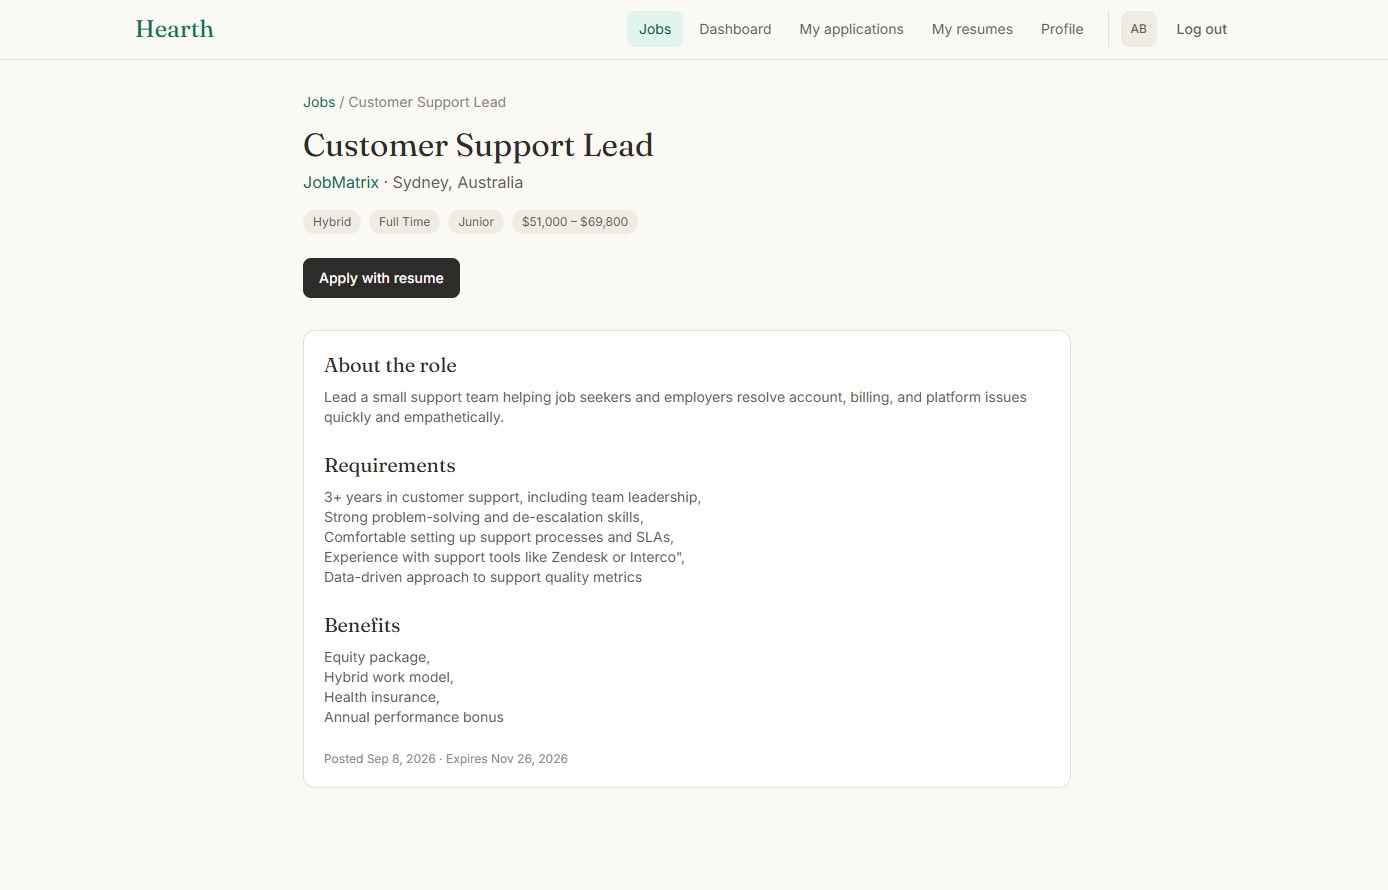 Hearth
Jobs
Dashboard
My applications
My resumes
Profile
AB
Log out
Jobs / Customer Support Lead
Customer Support Lead
JobMatrix · Sydney, Australia
Hybrid
Full Time
Junior
$51,000 – $69,800
Apply with resume
About the role
Lead a small support team helping job seekers and employers resolve account, billing, and platform issues
quickly and empathetically.
Requirements
3+ years in customer support, including team leadership,
Strong problem-solving and de-escalation skills,
Comfortable setting up support processes and SLAs,
Experience with support tools like Zendesk or Interco",
Data-driven approach to support quality metrics
Benefits
Equity package,
Hybrid work model,
Health insurance,
Annual performance bonus
Posted Sep 8, 2026 · Expires Nov 26, 2026